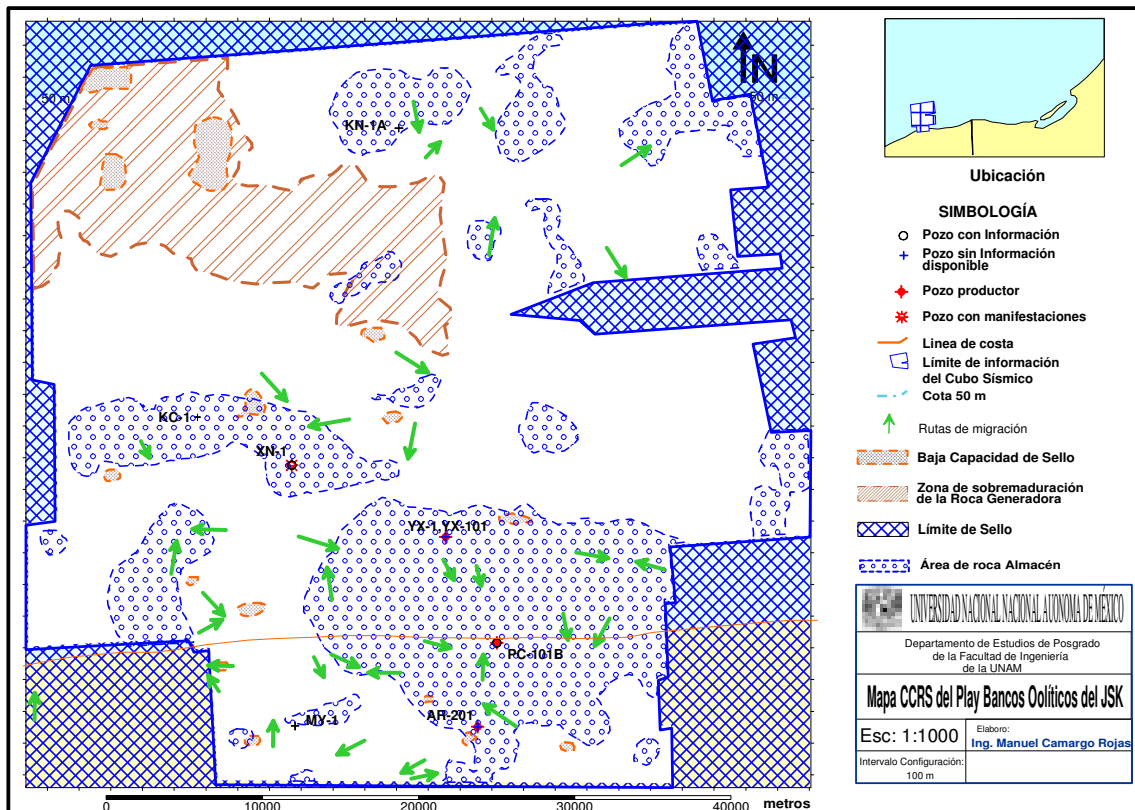 50 m
N
50 m
KN-1A
KC-1
XN-1
YX-1,YX-101
PC-101B
AR-201
MY-1
0
10000
20000
30000
40000
metros
Ubicación
SIMBOLOGÍA
Pozo con Información
Pozo sin Información
disponible
Pozo productor
Pozo con manifestaciones
Linea de costa
Límite de información
del Cubo Sísmico
Cota 50 m
Rutas de migración
Baja Capacidad de Sello
Zona de sobremaduración
de la Roca Generadora
Límite de Sello
Área de roca Almacén
UNIVERSIDAD NACIONAL NACIONAL AUTONOMA DE MÉXICO
Departamento de Estudios de Posgrado
de la Facultad de Ingeniería
de la UNAM
Mapa CCRS del Play Bancos Oolíticos del JSK
Esc: 1:1000
Elaboro:
Ing. Manuel Camargo Rojas
Intervalo Configuración:
100 m